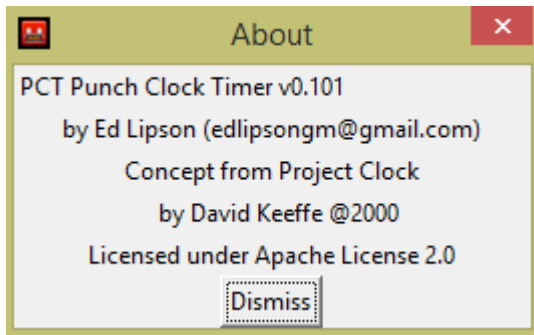 About
PCT Punch Clock Timer v0.101
by Ed Lipson (edlipsongm@gmail.com)
Concept from Project Clock
by David Keeffe @2000
Licensed under Apache License 2.0
Dismiss